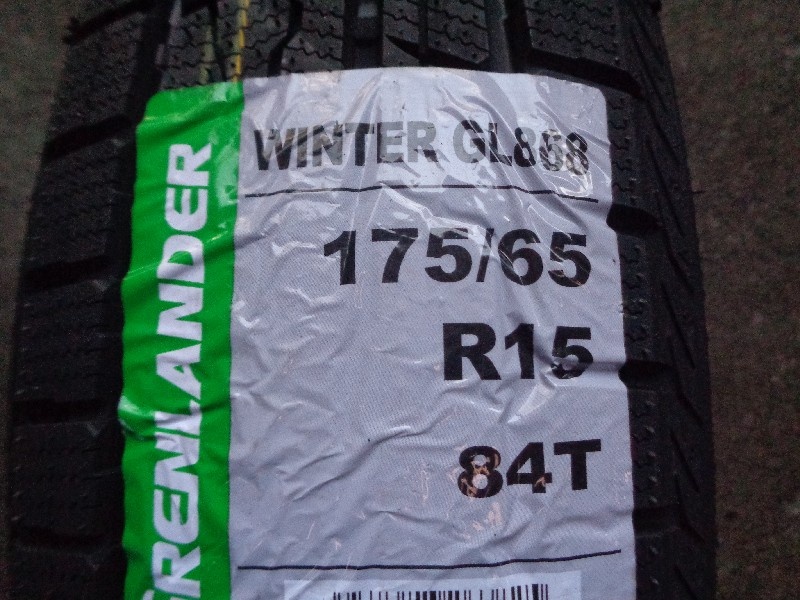 GRENLANDER
WINTER GL868
175/65
R15
84T